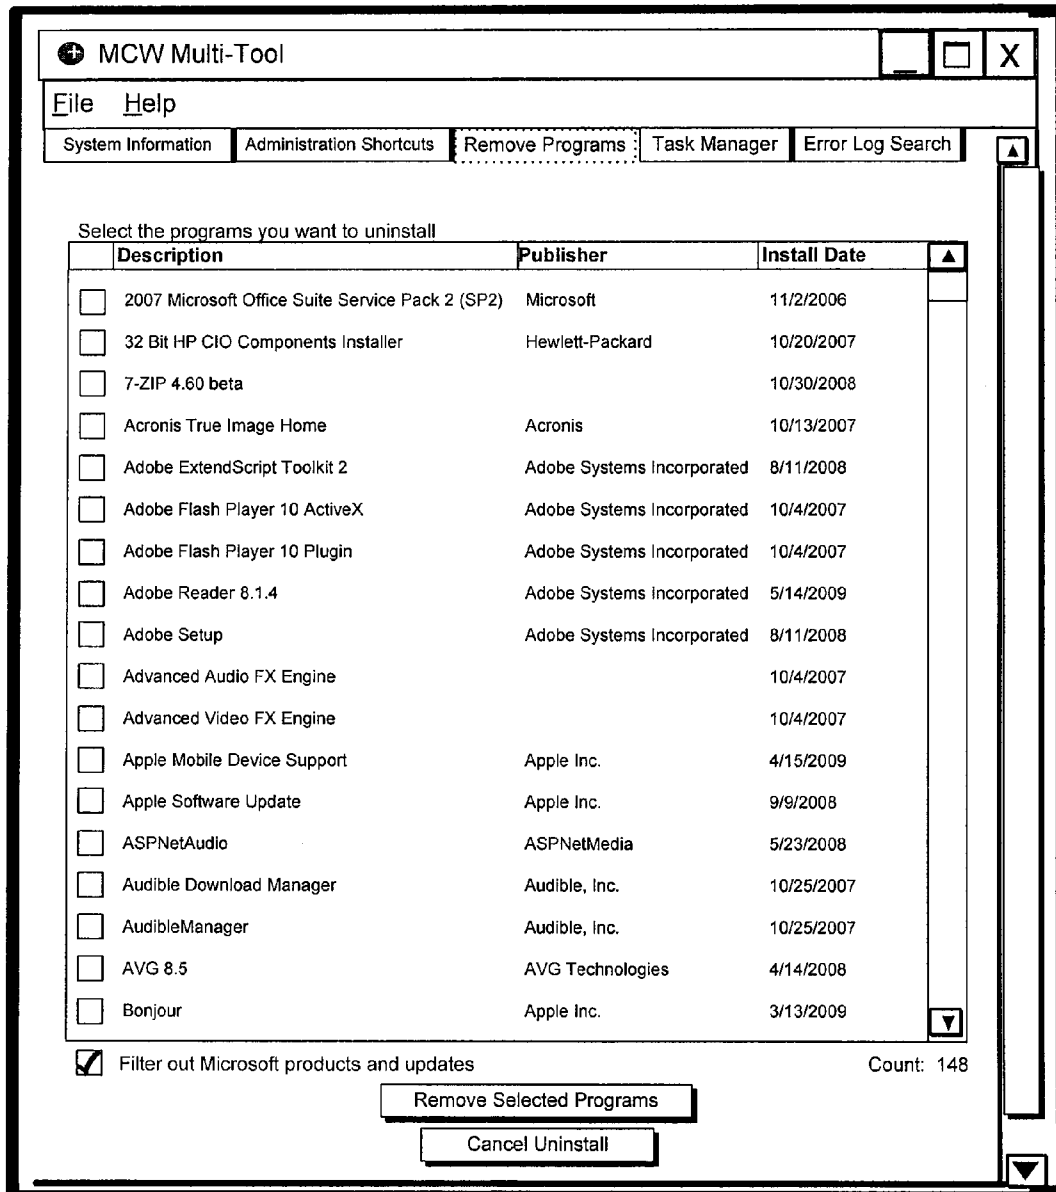 MCW Multi-Tool
_ X
File Help
System Information Administration Shortcuts Remove Programs Task Manager Error Log Search
Select the programs you want to uninstall
Description Publisher Install Date
2007 Microsoft Office Suite Service Pack 2 (SP2) Microsoft 11/2/2006
32 Bit HP CIO Components Installer Hewlett-Packard 10/20/2007
7-ZIP 4.60 beta 10/30/2008
Acronis True Image Home Acronis 10/13/2007
Adobe ExtendScript Toolkit 2 Adobe Systems Incorporated 8/11/2008
Adobe Flash Player 10 ActiveX Adobe Systems Incorporated 10/4/2007
Adobe Flash Player 10 Plugin Adobe Systems Incorporated 10/4/2007
Adobe Reader 8.1.4 Adobe Systems Incorporated 5/14/2009
Adobe Setup Adobe Systems Incorporated 8/11/2008
Advanced Audio FX Engine 10/4/2007
Advanced Video FX Engine 10/4/2007
Apple Mobile Device Support Apple Inc. 4/15/2009
Apple Software Update Apple Inc. 9/9/2008
ASPNetAudio ASPNetMedia 5/23/2008
Audible Download Manager Audible, Inc. 10/25/2007
AudibleManager Audible, Inc. 10/25/2007
AVG 8.5 AVG Technologies 4/14/2008
Bonjour Apple Inc. 3/13/2009
Filter out Microsoft products and updates Count: 148
Remove Selected Programs
Cancel Uninstall